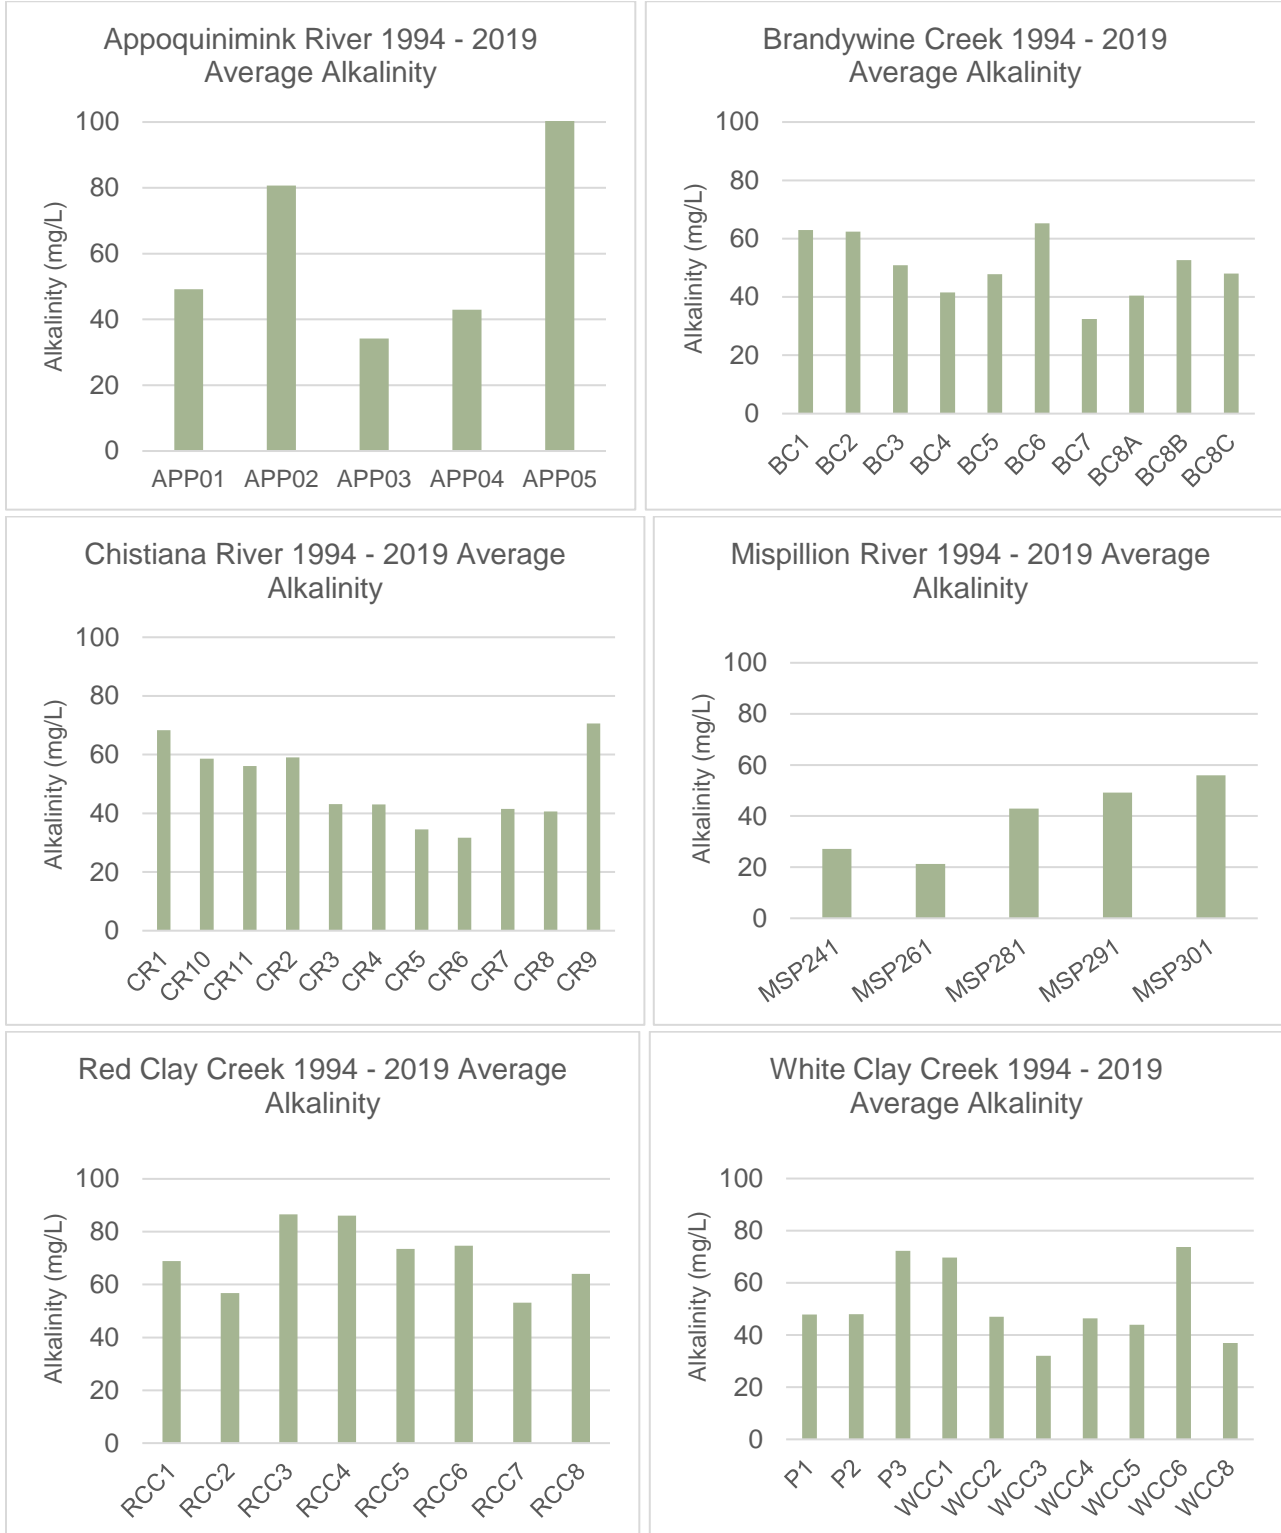 Appoquinimink River 1994 - 2019
Average Alkalinity
Alkalinity (mg/L)
100
80
60
40
20
0
APP01 APP02 APP03 APP04 APP05
Brandywine Creek 1994 - 2019
Average Alkalinity
Alkalinity (mg/L)
100
80
60
40
20
0
BC1 BC2 BC3 BC4 BC5 BC6 BC7 BC8A BC8B BC8C
Chistiana River 1994 - 2019 Average
Alkalinity
Alkalinity (mg/L)
100
80
60
40
20
0
CR1 CR10 CR11 CR2 CR3 CR4 CR5 CR6 CR7 CR8 CR9
Mispillion River 1994 - 2019 Average
Alkalinity
Alkalinity (mg/L)
100
80
60
40
20
0
MSP241 MSP261 MSP281 MSP291 MSP301
Red Clay Creek 1994 - 2019 Average
Alkalinity
Alkalinity (mg/L)
100
80
60
40
20
0
RCC1 RCC2 RCC3 RCC4 RCC5 RCC6 RCC7 RCC8
White Clay Creek 1994 - 2019
Average Alkalinity
Alkalinity (mg/L)
100
80
60
40
20
0
P1 P2 P3 WCC1 WCC2 WCC3 WCC4 WCC5 WCC6 WCC8